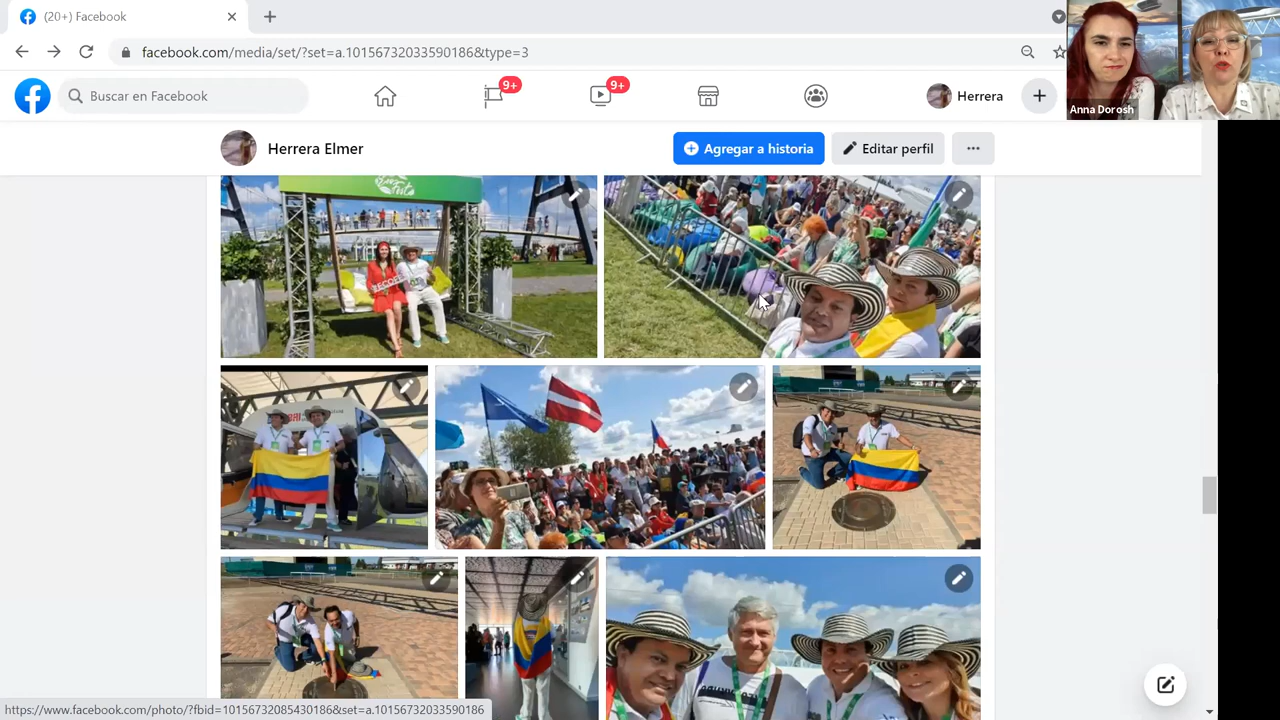 (20+) Facebook
facebook.com/media/set/?set=a.10156732033590186&type=3
Buscar en Facebook
9+
9+
Herrera
Anna Dorosh
Herrera Elmer
Agregar a historia
Editar perfil
https://www.facebook.com/photo/?fbid=10156732085430186&set=a.10156732033590186